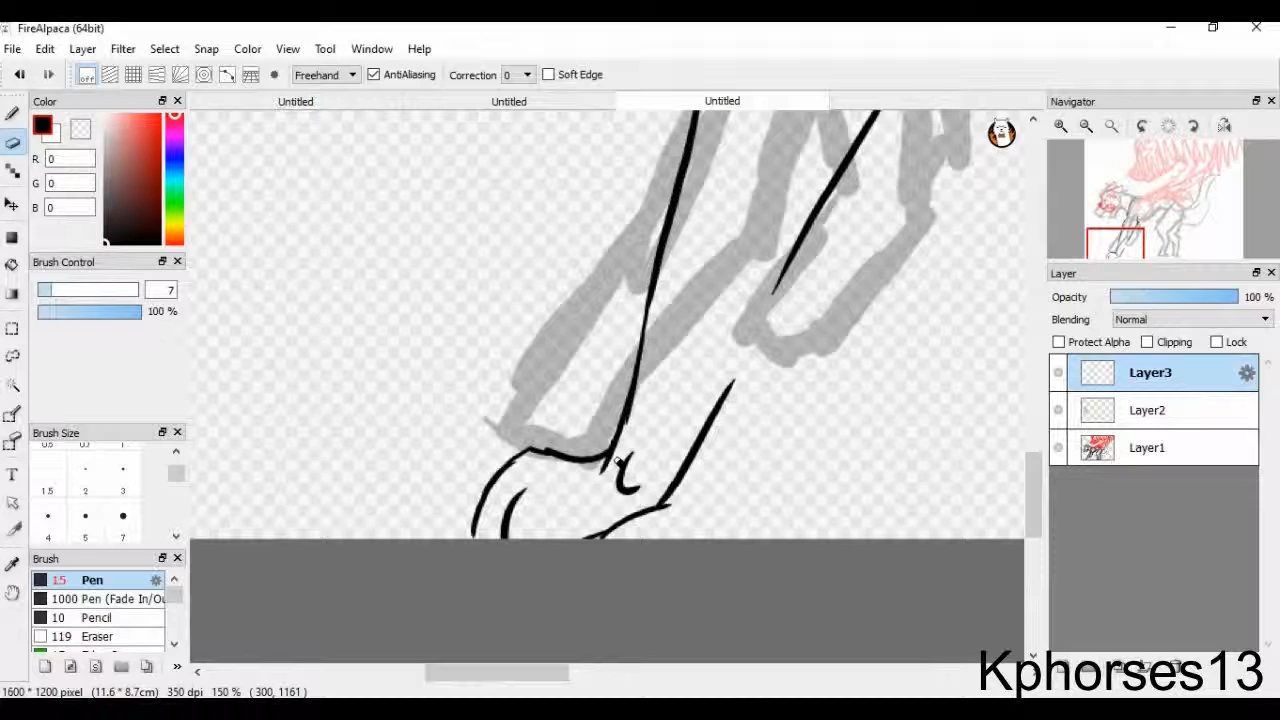 FireAlpaca (64bit)
File Edit Layer Filter Select Snap Color View Tool Window Help
off Freehand AntiAliasing Correction 0 Soft Edge
Color Untitled Untitled Untitled Navigator
R 0
G 0
B 0
Brush Control
7
100 %
Layer
Opacity 100 %
Blending Normal
Protect Alpha Clipping Lock
Layer3
Layer2
Layer1
Brush Size
0.5 0.7 1
1.5 2 3
4 5 7
Brush
15 Pen
1000 Pen (Fade In/Ou
10 Pencil
119 Eraser
1600 * 1200 pixel (11.6 * 8.7cm) 350 dpi 150 % ( 300, 1161 )
Kphorses13